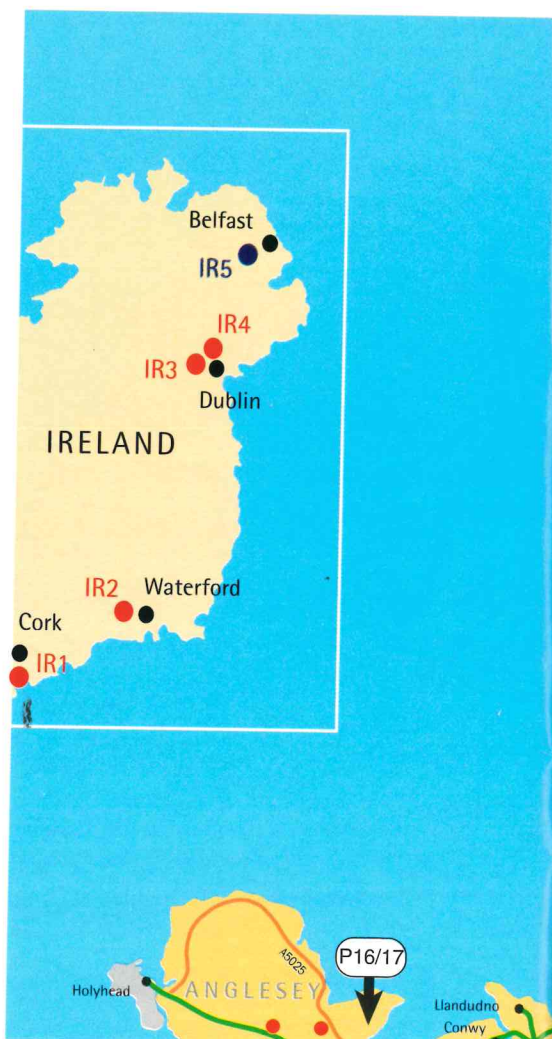 Belfast
IR5
IR4
IR3
Dublin
IRELAND
IR2
Waterford
Cork
IR1
A5025
P16/17
Holyhead
ANGLESEY
Llandudno
Conwy